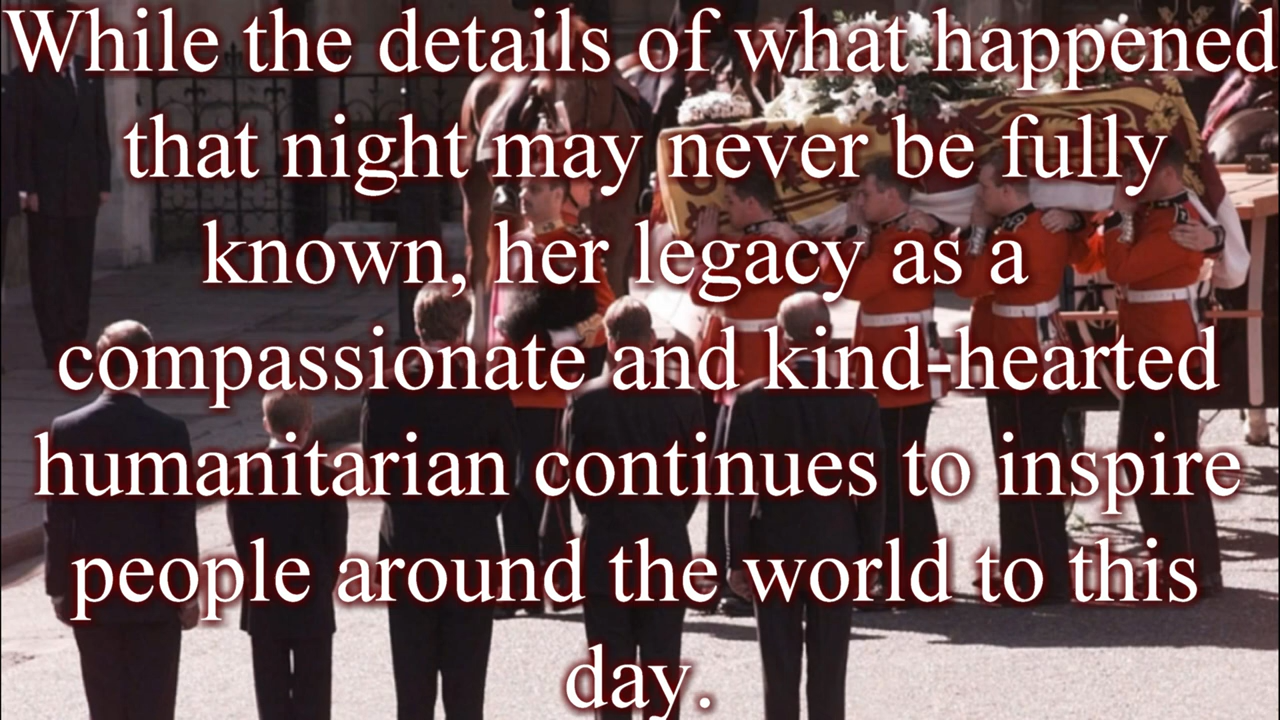 While the details of what happened
that night may never be fully
known, her legacy as a
compassionate and kind-hearted
humanitarian continues to inspire
people around the world to this
day.